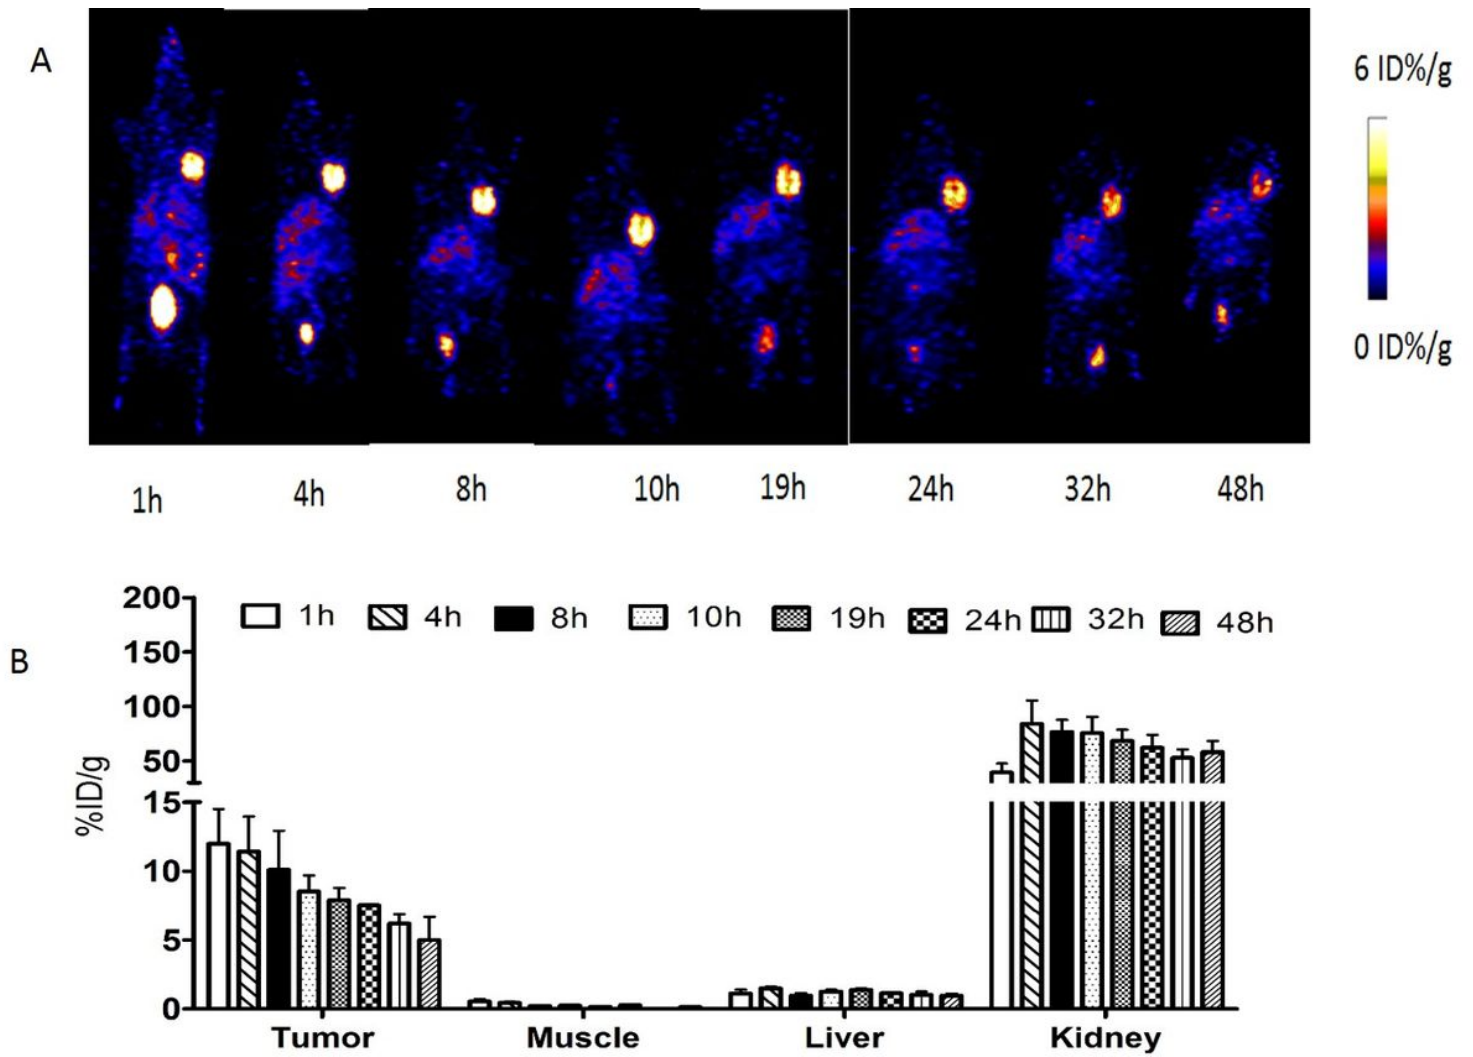 A
6 ID%/g
0 ID%/g
1h 4h 8h 10h 19h 24h 32h 48h
B
1h 4h 8h 10h 19h 24h 32h 48h
200
150
100
50
15
10
5
0
%ID/g
Tumor Muscle Liver Kidney